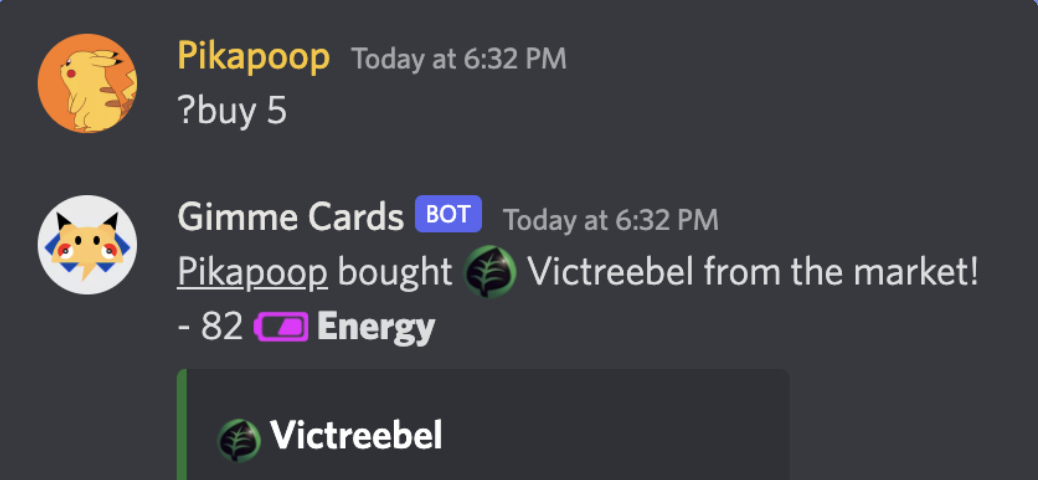 Pikapoop Today at 6:32 PM
?buy 5
Gimme Cards BOT Today at 6:32 PM
Pikapoop bought Victreebel from the market!
- 82 Energy
Victreebel